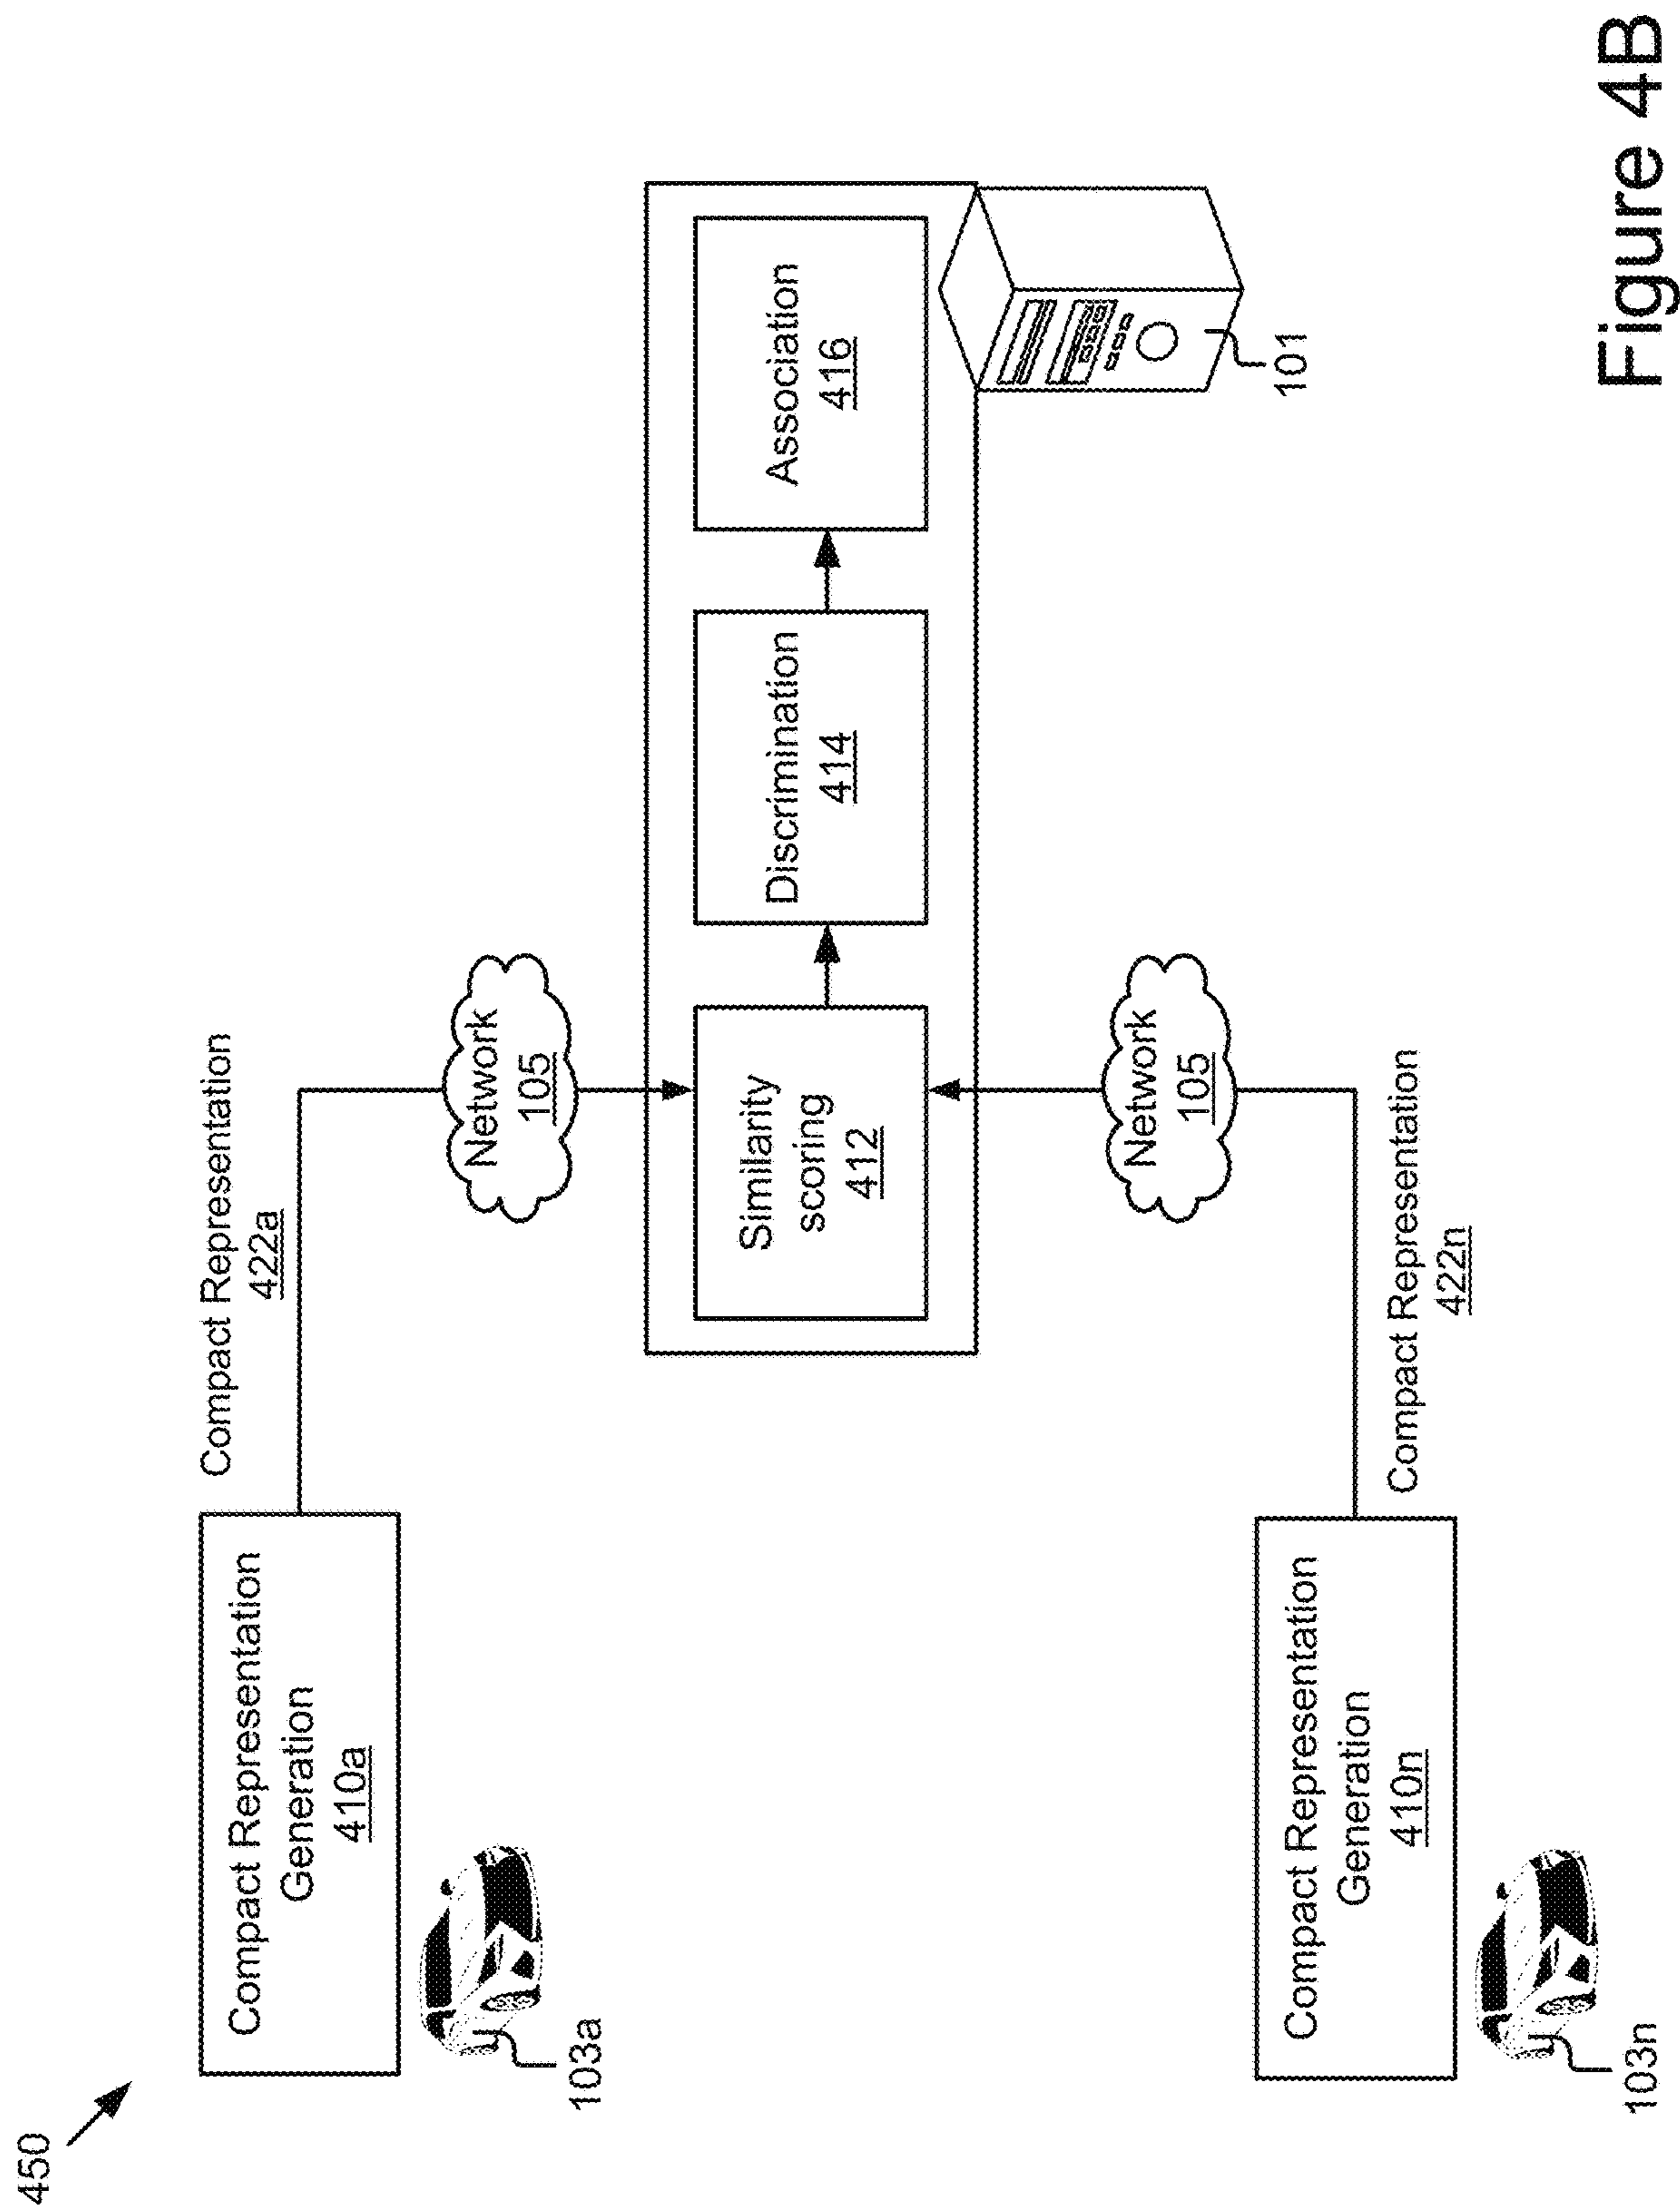 450
Compact Representation
Generation
410a
103a
Compact Representation
422a
Network
105
Similarity
scoring
412
Discrimination
414
Association
416
101
Network
105
Compact Representation
Generation
410n
103n
Compact Representation
422n
Figure 4B